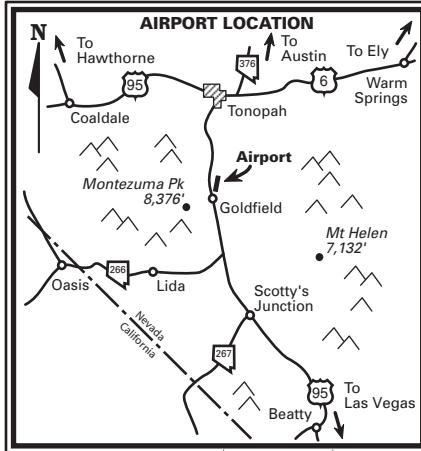 AIRPORT LOCATION
N
To
Hawthorne
376
To
Austin
To Ely
95
6
Warm
Springs
Coaldale
Tonopah
Airport
Montezuma Pk
8,376'
Goldfield
Mt Helen
7,132'
266
Oasis
Lida
Scotty's
Junction
Nevada
California
267
95
To
Las Vegas
Beatty